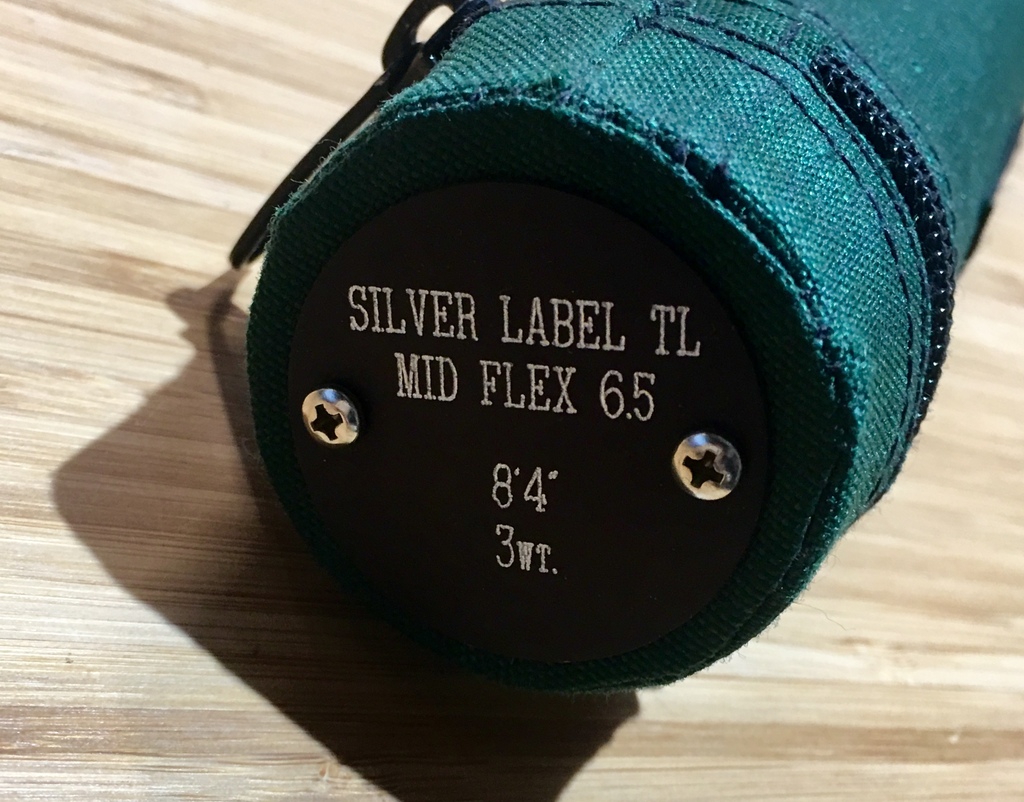 SILVER LABEL TL
MID FLEX 6.5
8'4"
3WT.